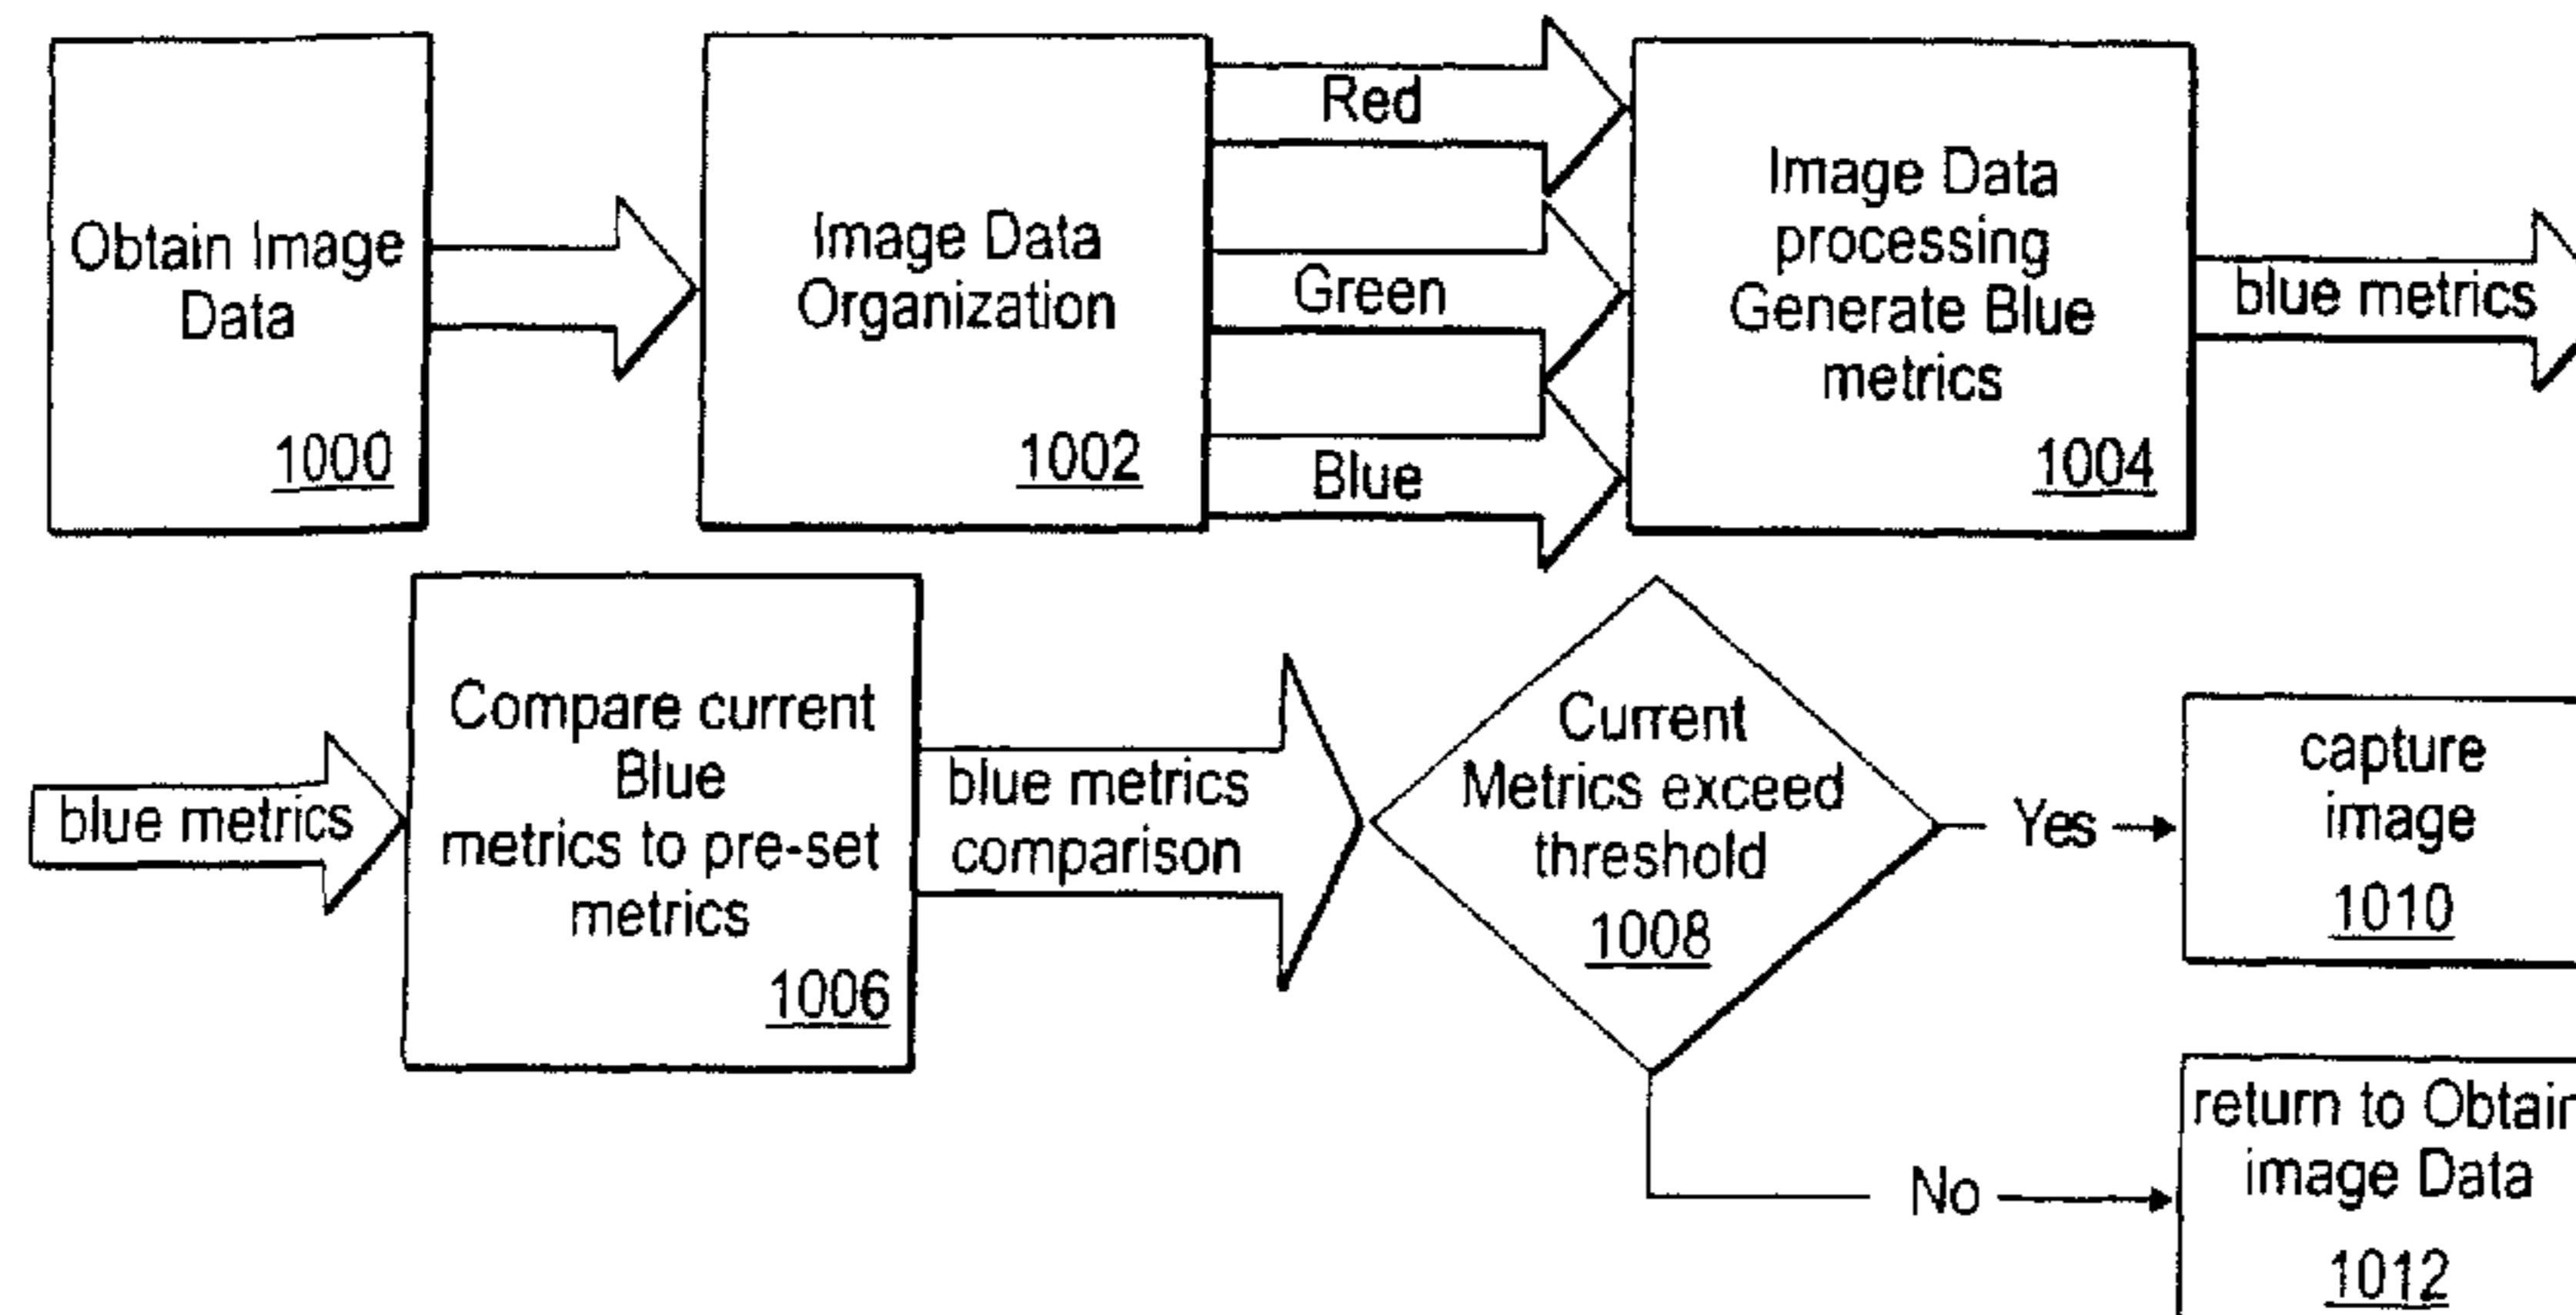 Obtain Image
Data
1000
Image Data
Organization
1002
Red
Green
Blue
Image Data
processing
Generate Blue
metrics
1004
blue metrics
blue metrics
Compare current
Blue
metrics to pre-set
metrics
1006
blue metrics
comparison
Current
Metrics exceed
threshold
1008
Yes
capture
image
1010
No
return to Obtain
image Data
1012